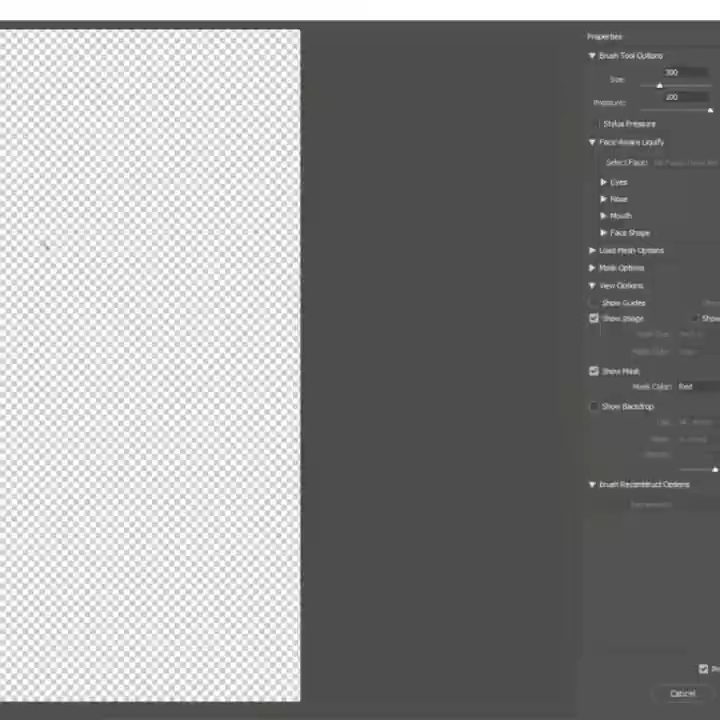 Properties
Brush Tool Options
Size: 300
Pressure: 100
Stylus Pressure
Face-Aware Liquify
Select Face:
Eyes
Nose
Mouth
Face Shape
Load Mesh Options
Mask Options
View Options
Show Guides
Show Image Show
Show Mask
Mask Color: Red
Show Backdrop
Brush Reconstruct Options
Cancel